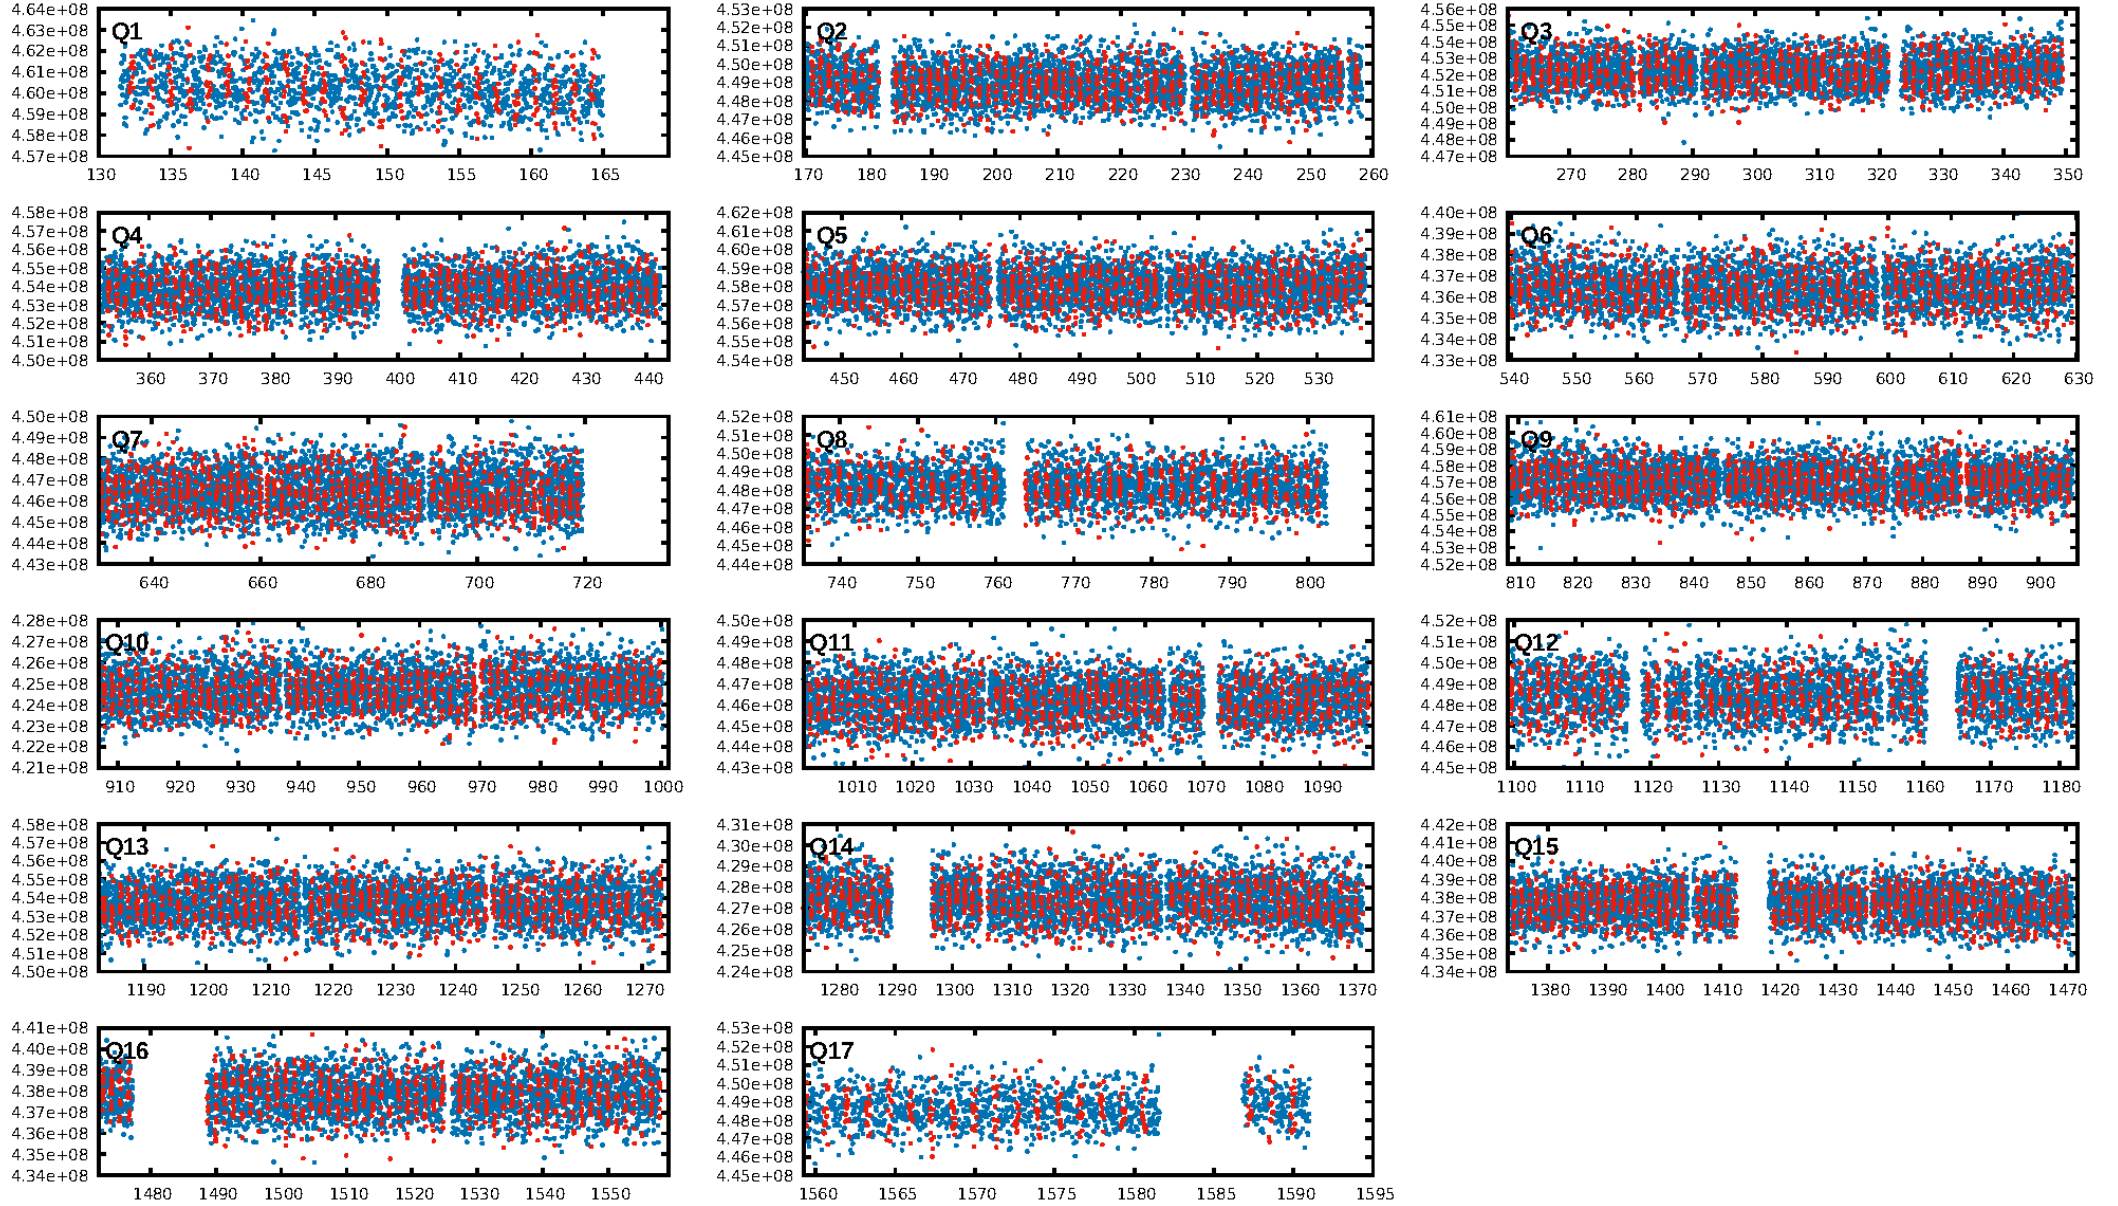 Q1
4.64e+08
4.63e+08
4.62e+08
4.61e+08
4.60e+08
4.59e+08
4.58e+08
4.57e+08
130 135 140 145 150 155 160 165
Q2
4.53e+08
4.52e+08
4.51e+08
4.50e+08
4.49e+08
4.48e+08
4.47e+08
4.46e+08
4.45e+08
170 180 190 200 210 220 230 240 250 260
Q3
4.56e+08
4.55e+08
4.54e+08
4.53e+08
4.52e+08
4.51e+08
4.50e+08
4.49e+08
4.48e+08
4.47e+08
270 280 290 300 310 320 330 340 350
Q4
4.58e+08
4.57e+08
4.56e+08
4.55e+08
4.54e+08
4.53e+08
4.52e+08
4.51e+08
4.50e+08
360 370 380 390 400 410 420 430 440
Q5
4.62e+08
4.61e+08
4.60e+08
4.59e+08
4.58e+08
4.57e+08
4.56e+08
4.55e+08
4.54e+08
450 460 470 480 490 500 510 520 530
Q6
4.40e+08
4.39e+08
4.38e+08
4.37e+08
4.36e+08
4.35e+08
4.34e+08
4.33e+08
540 550 560 570 580 590 600 610 620 630
Q7
4.50e+08
4.49e+08
4.48e+08
4.47e+08
4.46e+08
4.45e+08
4.44e+08
4.43e+08
640 660 680 700 720
Q8
4.52e+08
4.51e+08
4.50e+08
4.49e+08
4.48e+08
4.47e+08
4.46e+08
4.45e+08
4.44e+08
740 750 760 770 780 790 800
Q9
4.61e+08
4.60e+08
4.59e+08
4.58e+08
4.57e+08
4.56e+08
4.55e+08
4.54e+08
4.53e+08
4.52e+08
810 820 830 840 850 860 870 880 890 900
Q10
4.28e+08
4.27e+08
4.26e+08
4.25e+08
4.24e+08
4.23e+08
4.22e+08
4.21e+08
910 920 930 940 950 960 970 980 990 1000
Q11
4.50e+08
4.49e+08
4.48e+08
4.47e+08
4.46e+08
4.45e+08
4.44e+08
4.43e+08
1010 1020 1030 1040 1050 1060 1070 1080 1090
Q12
4.52e+08
4.51e+08
4.50e+08
4.49e+08
4.48e+08
4.47e+08
4.46e+08
4.45e+08
1100 1110 1120 1130 1140 1150 1160 1170 1180
Q13
4.58e+08
4.57e+08
4.56e+08
4.55e+08
4.54e+08
4.53e+08
4.52e+08
4.51e+08
4.50e+08
1190 1200 1210 1220 1230 1240 1250 1260 1270
Q14
4.31e+08
4.30e+08
4.29e+08
4.28e+08
4.27e+08
4.26e+08
4.25e+08
4.24e+08
1280 1290 1300 1310 1320 1330 1340 1350 1360 1370
Q15
4.42e+08
4.41e+08
4.40e+08
4.39e+08
4.38e+08
4.37e+08
4.36e+08
4.35e+08
4.34e+08
1380 1390 1400 1410 1420 1430 1440 1450 1460 1470
Q16
4.41e+08
4.40e+08
4.39e+08
4.38e+08
4.37e+08
4.36e+08
4.35e+08
4.34e+08
1480 1490 1500 1510 1520 1530 1540 1550
Q17
4.53e+08
4.52e+08
4.51e+08
4.50e+08
4.49e+08
4.48e+08
4.47e+08
4.46e+08
4.45e+08
1560 1565 1570 1575 1580 1585 1590 1595